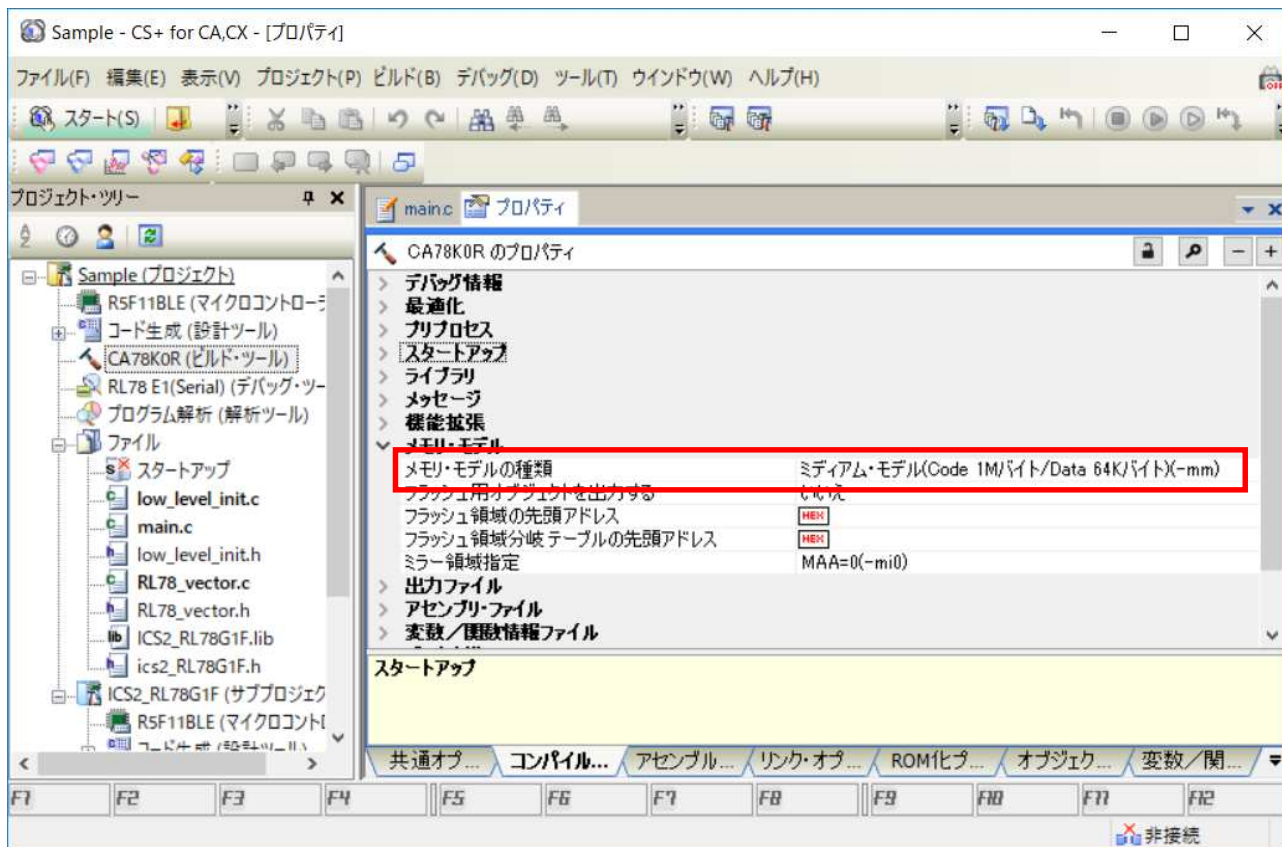 Sample - CS+ for CA,CX - [プロパティ]
ファイル(F) 編集(E) 表示(V) プロジェクト(P) ビルド(B) デバッグ(D) ツール(T) ウインドウ(W) ヘルプ(H)
スタート(S)
プロジェクト・ツリー
Sample (プロジェクト)
R5F11BLE (マイクロコントロー
コード生成 (設計ツール)
CA78K0R (ビルド・ツール)
RL78 E1(Serial) (デバッグ・ツー
プログラム解析 (解析ツール)
ファイル
スタートアップ
low_level_init.c
main.c
low_level_init.h
RL78_vector.c
RL78_vector.h
ICS2_RL78G1F.lib
ics2_RL78G1F.h
ICS2_RL78G1F (サブプロジェク
R5F11BLE (マイクロコント
コード生成 (設計ツール)
main.c プロパティ
CA78K0R のプロパティ
デバッグ情報
最適化
プリプロセス
スタートアップ
ライブラリ
メッセージ
機能拡張
メモリ・モデル
メモリ・モデルの種類 ミディアム・モデル(Code 1Mバイト/Data 64Kバイト)(-mm)
フラッシュ用オブジェクトを出力する いいえ
フラッシュ領域の先頭アドレス HEX
フラッシュ領域分岐テーブルの先頭アドレス HEX
ミラー領域指定 MAA=0(-mi0)
出力ファイル
アセンブリ・ファイル
変数/関数情報ファイル
スタートアップ
共通オプ... コンパイル... アセンブル... リンク・オプ... ROM化プ... オブジェク... 変数/関...
F1 F2 F3 F4 F5 F6 F7 F8 F9 F10 F11 F12
非接続